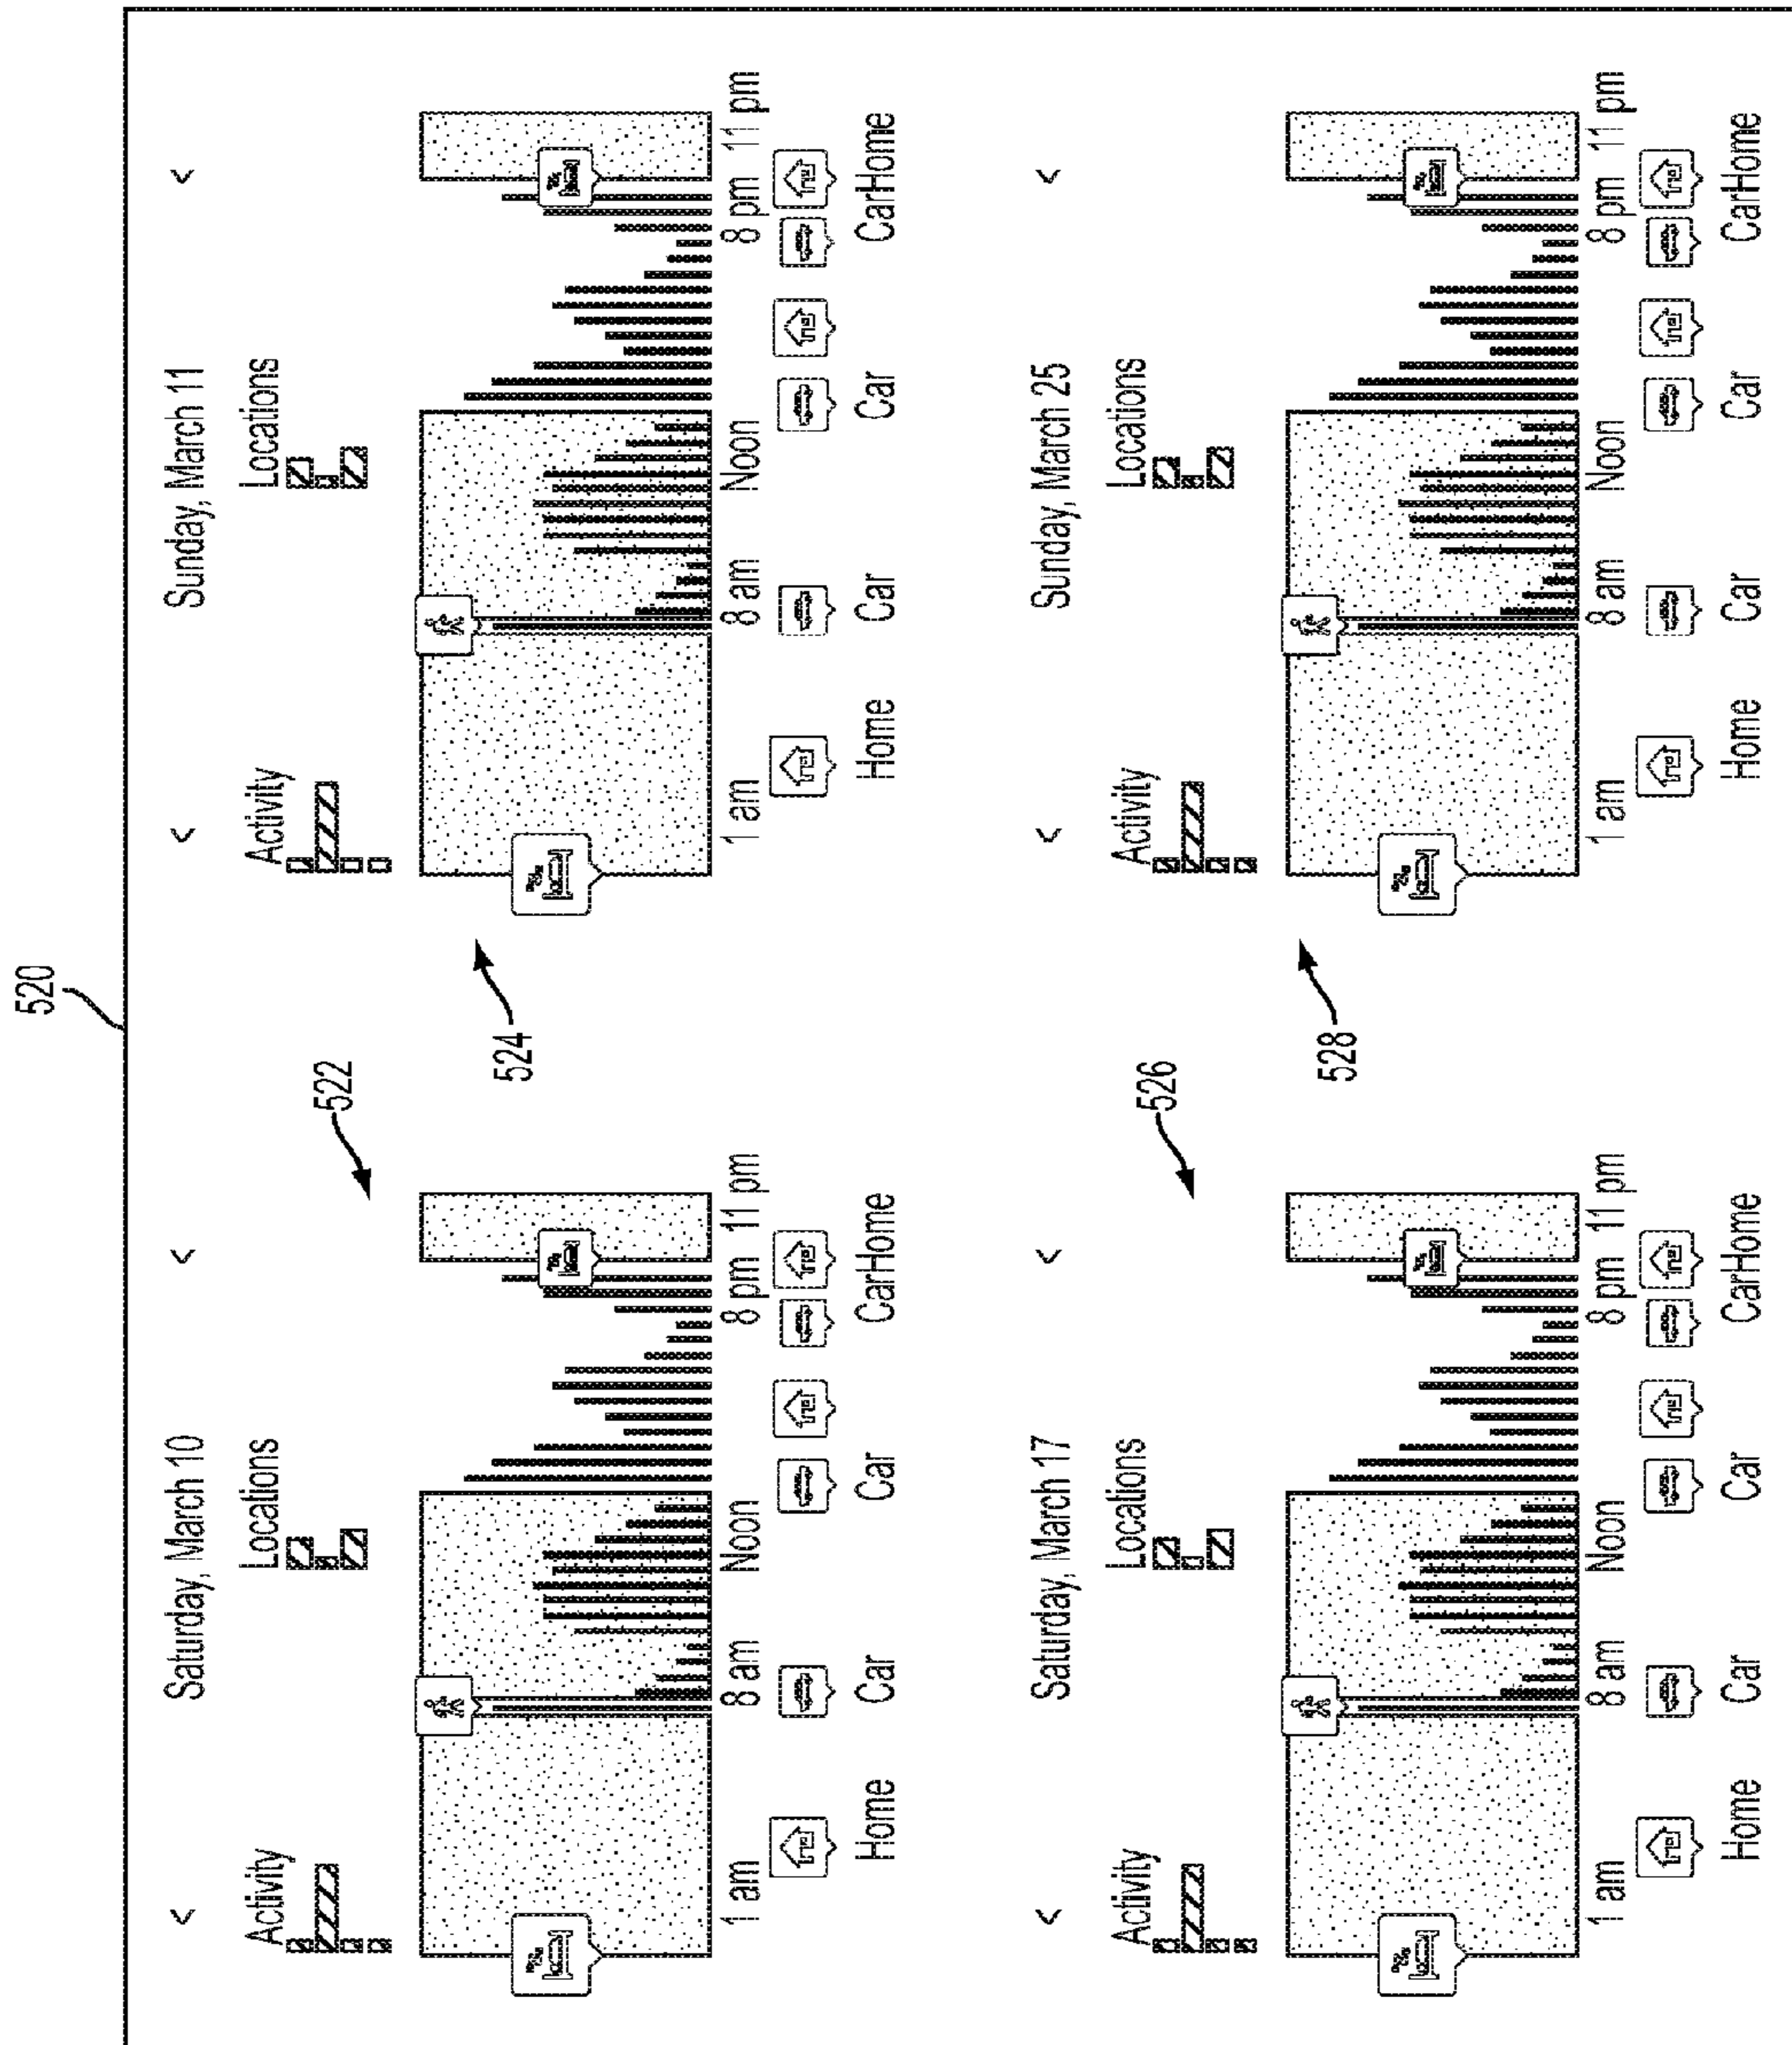 520
Saturday, March 10
< <
Activity Locations
522
1 am 8 am Noon 8 pm 11 pm
Home Car Car CarHome
Sunday, March 11
< <
Activity Locations
524
1 am 8 am Noon 8 pm 11 pm
Home Car Car CarHome
Saturday, March 17
< <
Activity Locations
526
1 am 8 am Noon 8 pm 11 pm
Home Car Car CarHome
Sunday, March 25
< <
Activity Locations
528
1 am 8 am Noon 8 pm 11 pm
Home Car Car CarHome